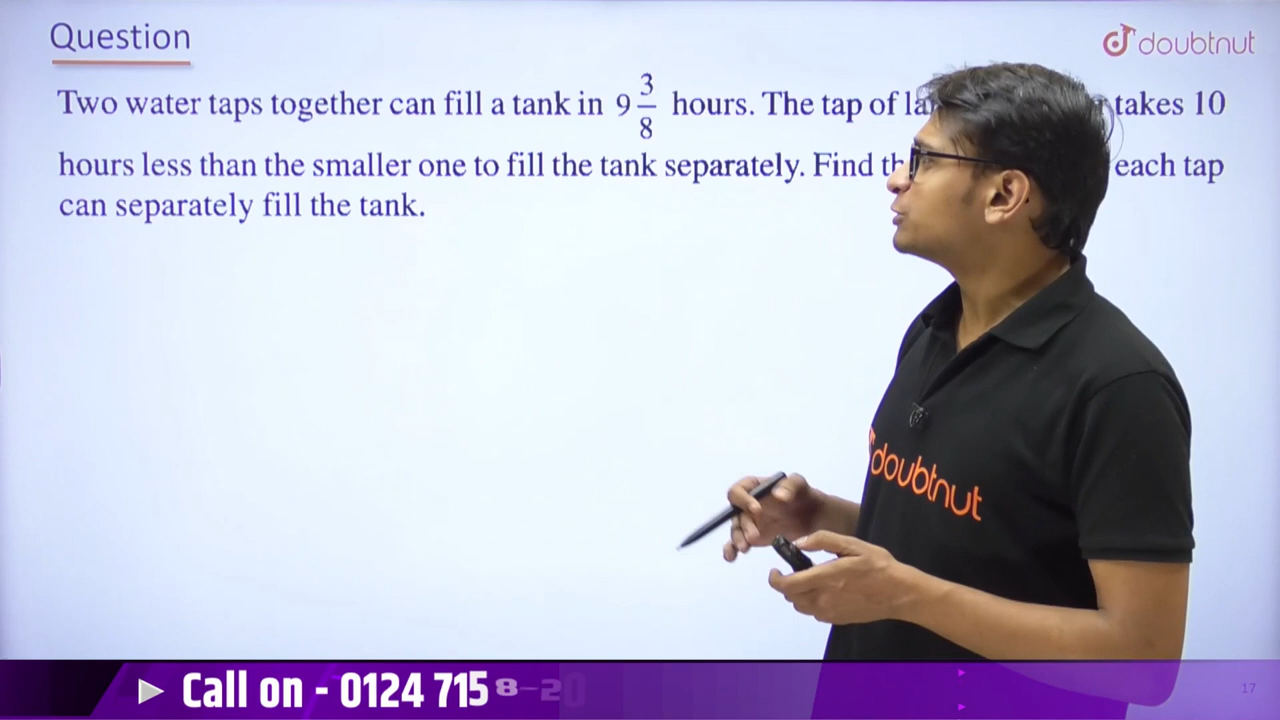 Question
doubtnut
Two water taps together can fill a tank in 9 3/8 hours. The tap of takes 10
hours less than the smaller one to fill the tank separately. Find each tap
can separately fill the tank.
doubtnut
Call on - 0124 715 8-20
17